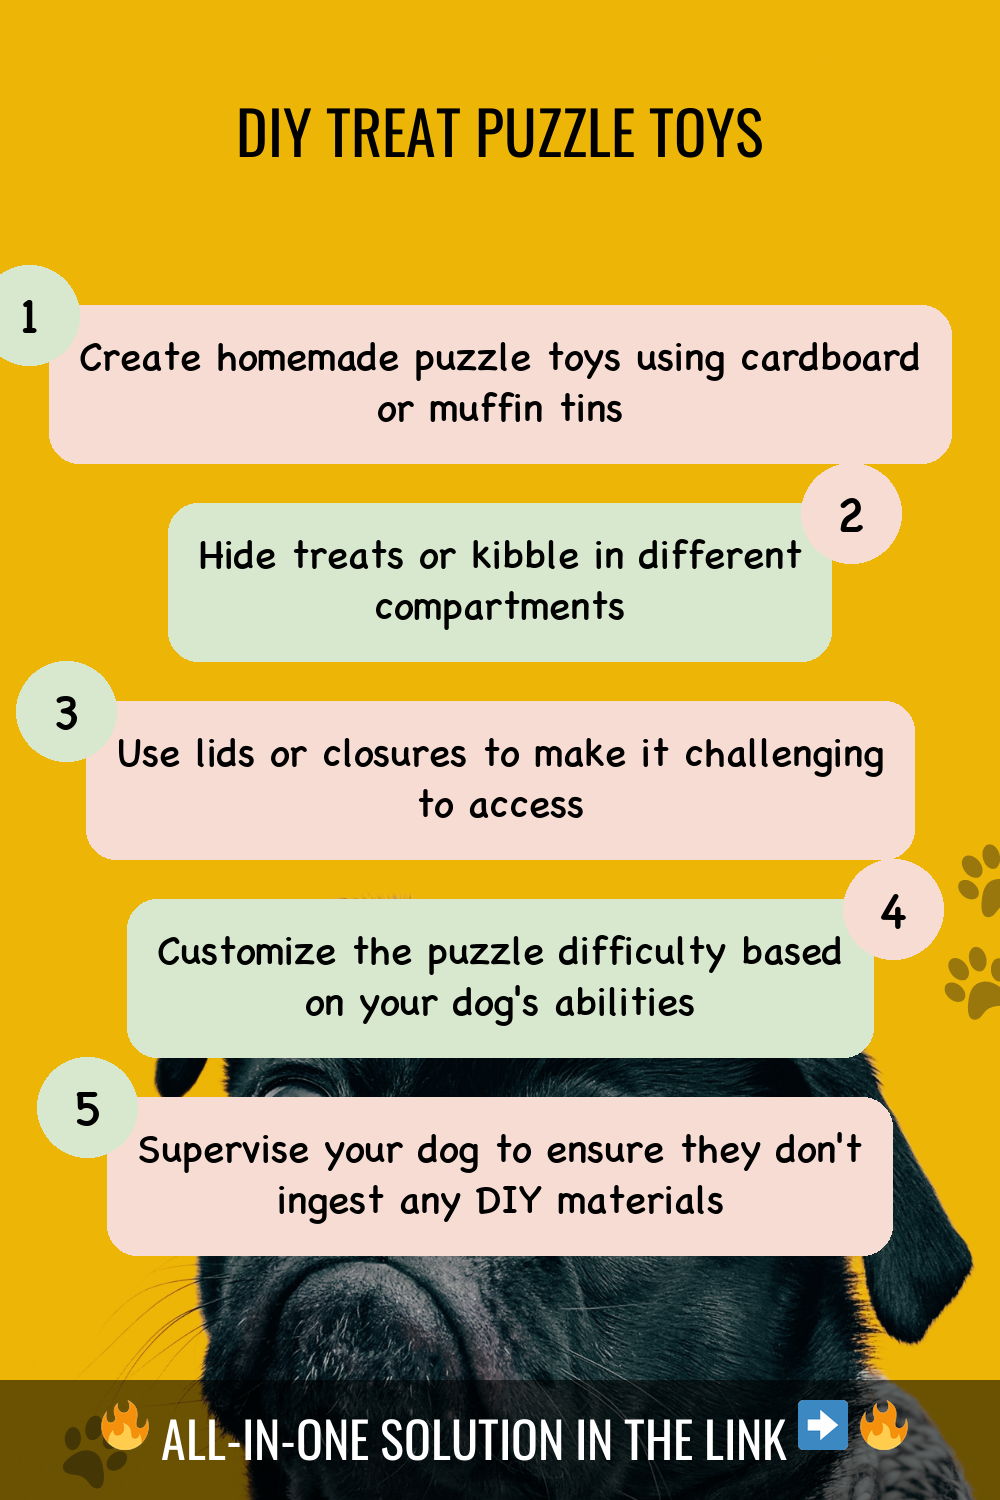 DIY TREAT PUZZLE TOYS
1
Create homemade puzzle toys using cardboard
or muffin tins
2
Hide treats or kibble in different
compartments
3
Use lids or closures to make it challenging
to access
4
Customize the puzzle difficulty based
on your dog's abilities
5
Supervise your dog to ensure they don't
ingest any DIY materials
🔥 ALL-IN-ONE SOLUTION IN THE LINK ➡️ 🔥